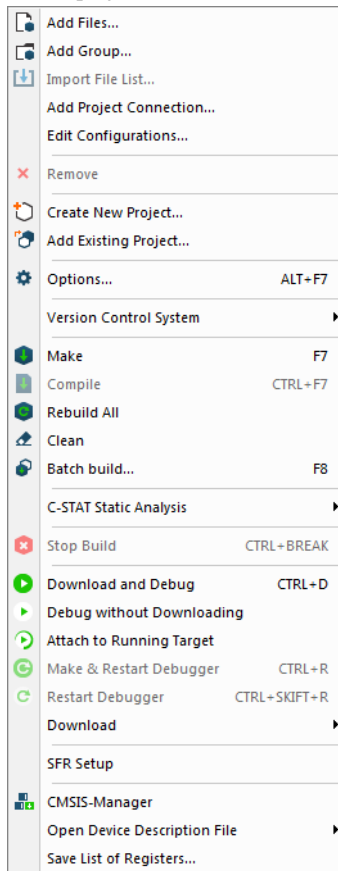 Add Files...
Add Group...
Import File List...
Add Project Connection...
Edit Configurations...
Remove
Create New Project...
Add Existing Project...
Options... ALT+F7
Version Control System
Make F7
Compile CTRL+F7
Rebuild All
Clean
Batch build... F8
C-STAT Static Analysis
Stop Build CTRL+BREAK
Download and Debug CTRL+D
Debug without Downloading
Attach to Running Target
Make & Restart Debugger CTRL+R
Restart Debugger CTRL+SKIFT+R
Download
SFR Setup
CMSIS-Manager
Open Device Description File
Save List of Registers...